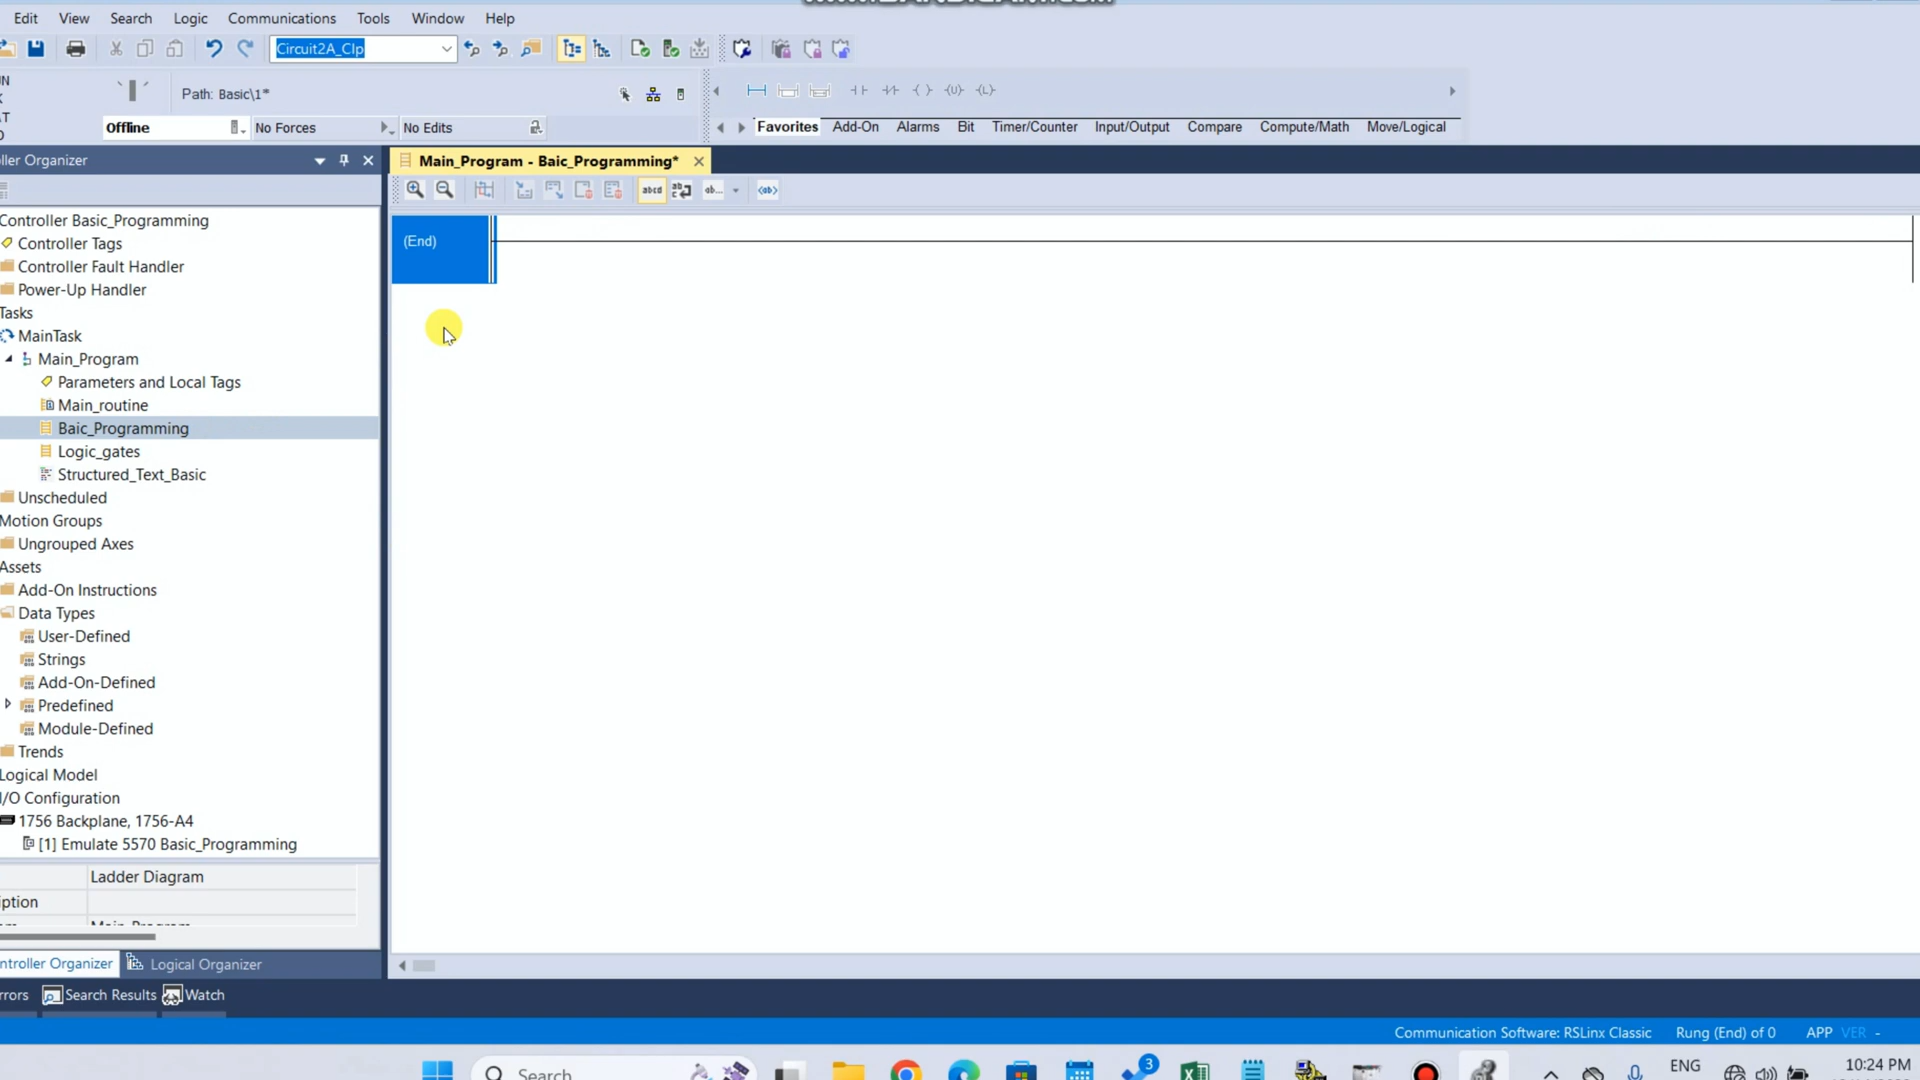 Edit View Search Logic Communications Tools Window Help
Circuit2A_Clp
Path: Basic\1*
Offline No Forces No Edits
Favorites Add-On Alarms Bit Timer/Counter Input/Output Compare Compute/Math Move/Logical
ller Organizer
Main_Program - Baic_Programming*
(End)
Controller Basic_Programming
Controller Tags
Controller Fault Handler
Power-Up Handler
Tasks
MainTask
Main_Program
Parameters and Local Tags
Main_routine
Baic_Programming
Logic_gates
Structured_Text_Basic
Unscheduled
Motion Groups
Ungrouped Axes
Assets
Add-On Instructions
Data Types
User-Defined
Strings
Add-On-Defined
Predefined
Module-Defined
Trends
Logical Model
I/O Configuration
1756 Backplane, 1756-A4
[1] Emulate 5570 Basic_Programming
Ladder Diagram
iption
ntroller Organizer Logical Organizer
rrors Search Results Watch
Communication Software: RSLinx Classic Rung (End) of 0 APP VER -
Search 3 ENG 10:24 PM